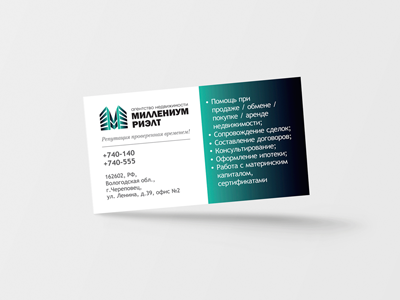 агентство недвижимости
МИЛЛЕНИУМ
РИЭЛТ
Репутация проверенная временем!
+740-140
+740-555
162602, РФ,
Вологодская обл.,
г.Череповец,
ул. Ленина, д.39, офис №2
• Помощь при
продаже / обмене /
покупке / аренде
недвижимости;
• Сопровождение сделок;
• Составление договоров;
• Консультирование;
• Оформление ипотеки;
• Работа с материнским
капиталом,
сертификатами